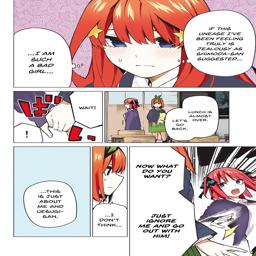 IF THIS
UNEASE I'VE
BEEN FEELING
TRULY IS
JEALOUSY AS
SHIMODA-SAN
SUGGESTED...
...I AM
SUCH
A BAD
GIRL...
WAIT!
LUNCH IS
ALMOST
OVER.
LET'S
GO
BACK.
!
NOW WHAT
DO YOU
WANT?
JUST
IGNORE
ME AND GO
OUT WITH
HIM!
...I
DON'T
THINK...
...THIS
IS JUST
ABOUT ME
AND
UESUGI-
SAN.